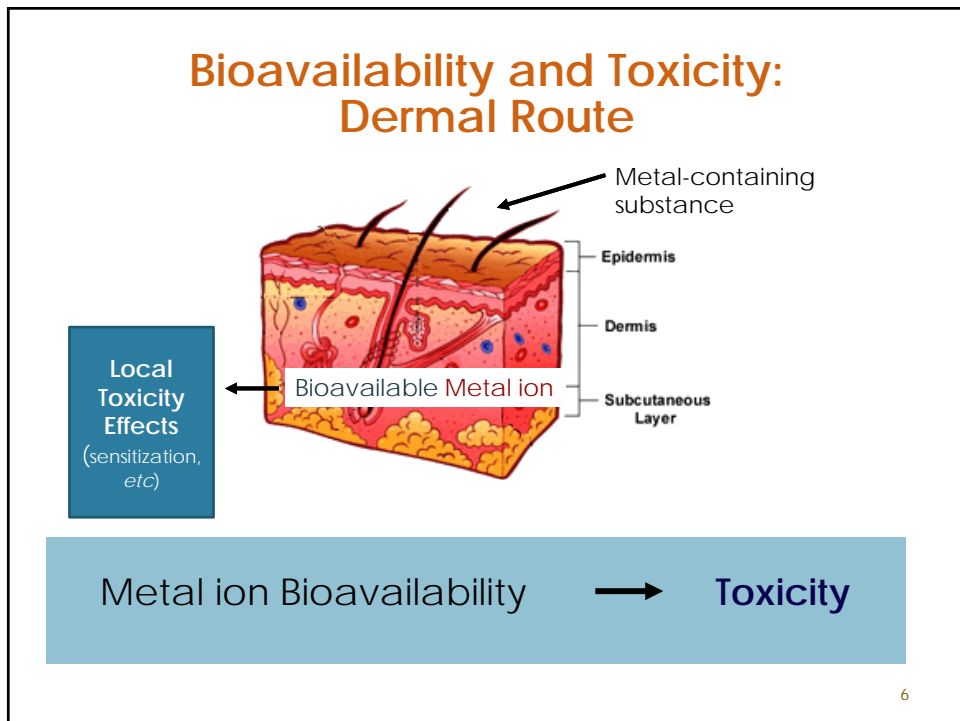 Bioavailability and Toxicity:
Dermal Route
Metal-containing
substance
Epidermis
Dermis
Subcutaneous
Layer
Bioavailable Metal ion
Local
Toxicity
Effects
(sensitization,
etc)
Metal ion Bioavailability
Toxicity
6